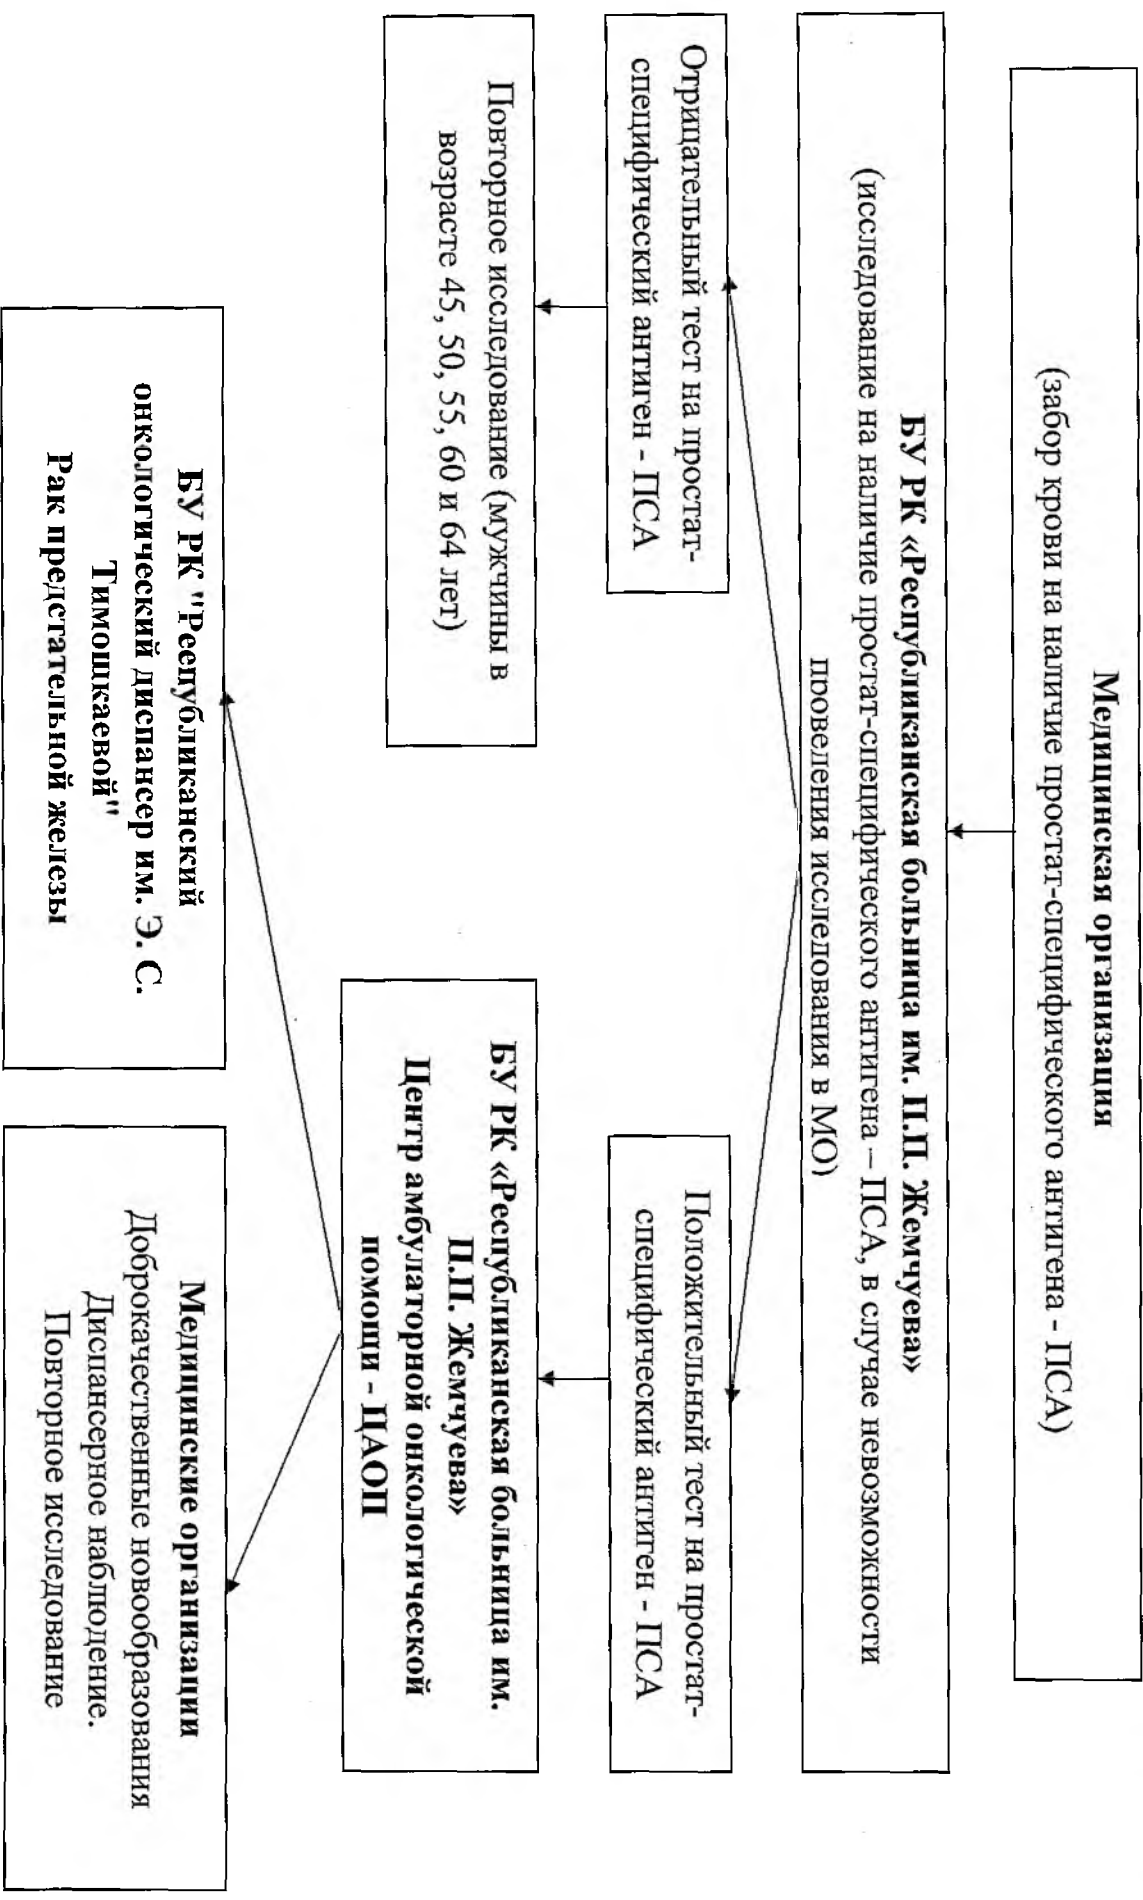 Медицинская организация
(забор крови на наличие простат-специфического антигена - ПСА)
БУ РК «Республиканская больница им. П.П. Жемчуева»
(исследование на наличие простат-специфического антигена – ПСА, в случае невозможности
проведения исследования в МО)
Отрицательный тест на простат-
специфический антиген - ПСА
Положительный тест на простат-
специфический антиген - ПСА
Повторное исследование (мужчины в
возрасте 45, 50, 55, 60 и 64 лет)
БУ РК «Республиканская больница им.
П.П. Жемчуева»
Центр амбулаторной онкологической
помощи - ЦАОП
БУ РК "Республиканский
онкологический диспансер им. Э. С.
Тимошкаевой"
Рак предстательной железы
Медицинские организации
Доброкачественные новообразования
Диспансерное наблюдение.
Повторное исследование